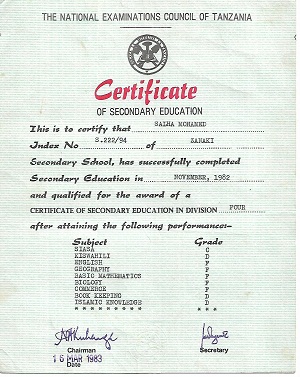 THE NATIONAL EXAMINATIONS COUNCIL OF TANZANIA
Certificate
OF SECONDARY EDUCATION
This is to certify that SALHA MOHAMED
Index No S.222/94 of ZANAKI
Secondary School, has successfully completed
Secondary Education in NOVEMBER, 1982
and qualified for the award of a
CERTIFICATE OF SECONDARY EDUCATION IN DIVISION FOUR
after attaining the following performances:-
Subject Grade
SIASA C
KISWAHILI D
ENGLISH F
GEOGRAPHY F
BASIC MATHEMATICS F
BIOLOGY F
COMMERCE F
BOOK KEEPING D
ISLAMIC KNOWLEDGE D
* * * * * * * * * * * *
Chairman Secretary
15 MAR 1983
Date